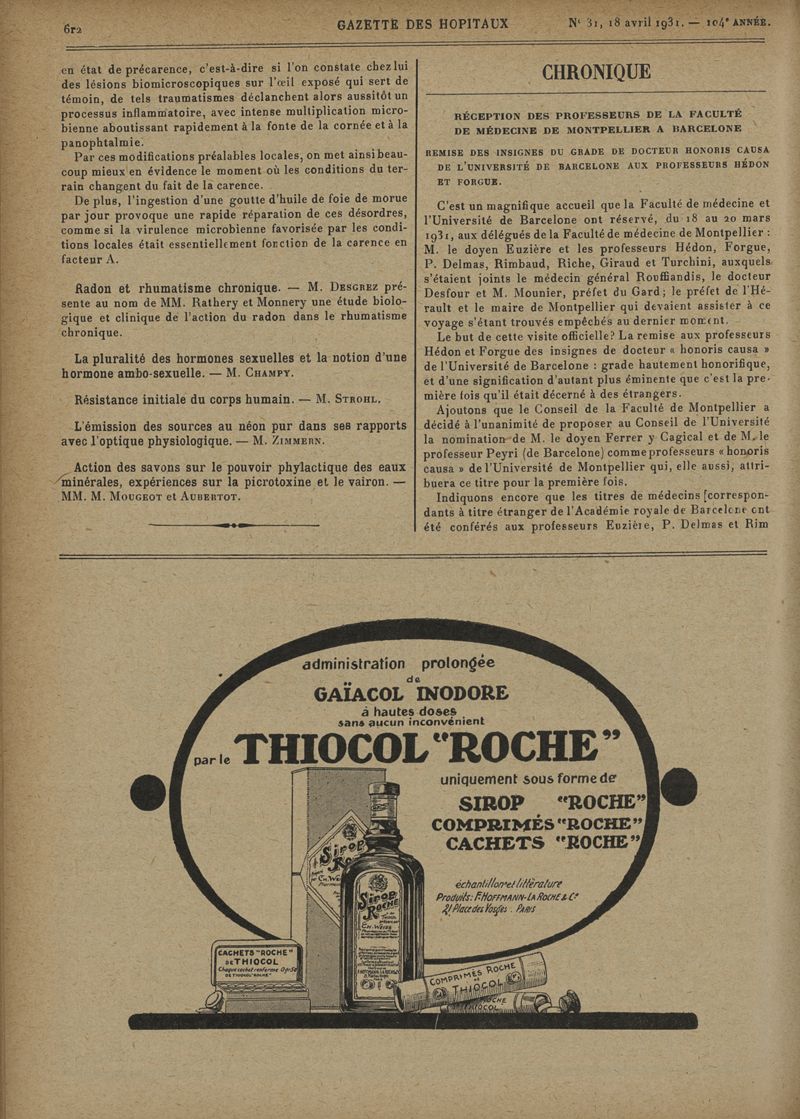 612
GAZETTE DES HOPITAUX
N° 31, 18 avril 1931. — 104e ANNÉE.
en état de précarence, c'est-à-dire si l'on constate chez lui
des lésions biomicroscopiques sur l'œil exposé qui sert de
témoin, de tels traumatismes déclanchent alors aussitôt un
processus inflammatoire, avec intense multiplication micro-
bienne aboutissant rapidement à la fonte de la cornée et à la
panophtalmie.
Par ces modifications préalables locales, on met ainsi beau-
coup mieux en évidence le moment où les conditions du ter-
rain changent du fait de la carence.
De plus, l'ingestion d'une goutte d'huile de foie de morue
par jour provoque une rapide réparation de ces désordres,
comme si la virulence microbienne favorisée par les condi-
tions locales était essentiellement fonction de la carence en
facteur A.
Radon et rhumatisme chronique. — M. DESGREZ pré-
sente au nom de MM. Rathery et Monnery une étude biolo-
gique et clinique de l'action du radon dans le rhumatisme
chronique.
La pluralité des hormones sexuelles et la notion d'une
hormone ambo-sexuelle. — M. CHAMPY.
Résistance initiale du corps humain. — M. STROHL.
L'émission des sources au néon pur dans ses rapports
avec l'optique physiologique. — M. ZIMMERN.
Action des savons sur le pouvoir phylactique des eaux
minérales, expériences sur la picrotoxine et le vairon. —
MM. M. MOUGEOT et AUBERTOT.
CHRONIQUE
RÉCEPTION DES PROFESSEURS DE LA FACULTÉ
DE MÉDECINE DE MONTPELLIER A BARCELONE
REMISE DES INSIGNES DU GRADE DE DOCTEUR HONORIS CAUSA
DE L'UNIVERSITÉ DE BARCELONE AUX PROFESSEURS HÉDON
ET FORGUE.
C'est un magnifique accueil que la Faculté de médecine et
l'Université de Barcelone ont réservé, du 18 au 20 mars
1931, aux délégués de la Faculté de médecine de Montpellier :
M. le doyen Euzière et les professeurs Hédon, Forgue,
P. Delmas, Rimbaud, Riche, Giraud et Turchini, auxquels
s'étaient joints le médecin général Rouffiandis, le docteur
Desfour et M. Mounier, préfet du Gard ; le préfet de l'Hé-
rault et le maire de Montpellier qui devaient assister à ce
voyage s'étant trouvés empêchés au dernier moment.
Le but de cette visite officielle? La remise aux professeurs
Hédon et Forgue des insignes de docteur « honoris causa »
de l'Université de Barcelone : grade hautement honorifique,
et d'une signification d'autant plus éminente que c'est la pre-
mière fois qu'il était décerné à des étrangers.
Ajoutons que le Conseil de la Faculté de Montpellier a
décidé à l'unanimité de proposer au Conseil de l'Université
la nomination de M. le doyen Ferrer y Cagical et de M. le
professeur Peyri (de Barcelone) comme professeurs « honoris
causa » de l'Université de Montpellier qui, elle aussi, attri-
buera ce titre pour la première fois.
Indiquons encore que les titres de médecins [correspon-
dants à titre étranger de l'Académie royale de Barcelone ont
été conférés aux professeurs Euzière, P. Delmas et Rim
administration prolongée
de
GAÏACOL INODORE
à hautes doses
sans aucun inconvénient
par le THIOCOL "ROCHE"
uniquement sous forme de
SIROP "ROCHE"
COMPRIMÉS "ROCHE"
CACHETS "ROCHE"
échantillon et littérature
Produits : F. HOFFMANN-LA ROCHE & Co
21 Place des Vosges . PARIS
Sirop
Ro
SIROP
ROCHE
CH. WEISS
CACHETS "ROCHE"
DE THIOCOL
Chaque cachet renferme 0gr50
DE THIOCOL "ROCHE"
COMPRIMÉS ROCHE
DE
THIOCOL
THIOCOL